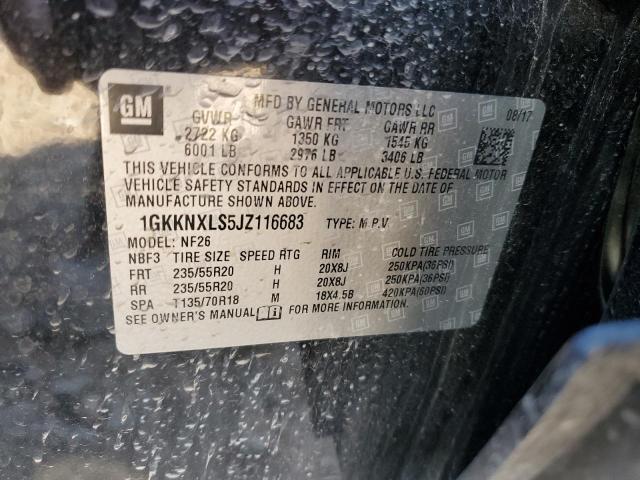 GM
MFD BY GENERAL MOTORS LLC
08/17
GVWR GAWR FRT GAWR RR
2722 KG 1350 KG 1545 KG
6001 LB 2976 LB 3406 LB
THIS VEHICLE CONFORMS TO ALL APPLICABLE U.S. FEDERAL MOTOR
VEHICLE SAFETY STANDARDS IN EFFECT ON THE DATE OF
MANUFACTURE SHOWN ABOVE.
1GKKNXLS5JZ116683 TYPE: M.P.V
MODEL: NF26
NBF3 TIRE SIZE SPEED RTG RIM COLD TIRE PRESSURE
FRT 235/55R20 H 20X8J 250KPA(36PSI)
RR 235/55R20 H 20X8J 250KPA(36PSI)
SPA T135/70R18 M 18X4.5B 420KPA(60PSI)
SEE OWNER'S MANUAL FOR MORE INFORMATION.